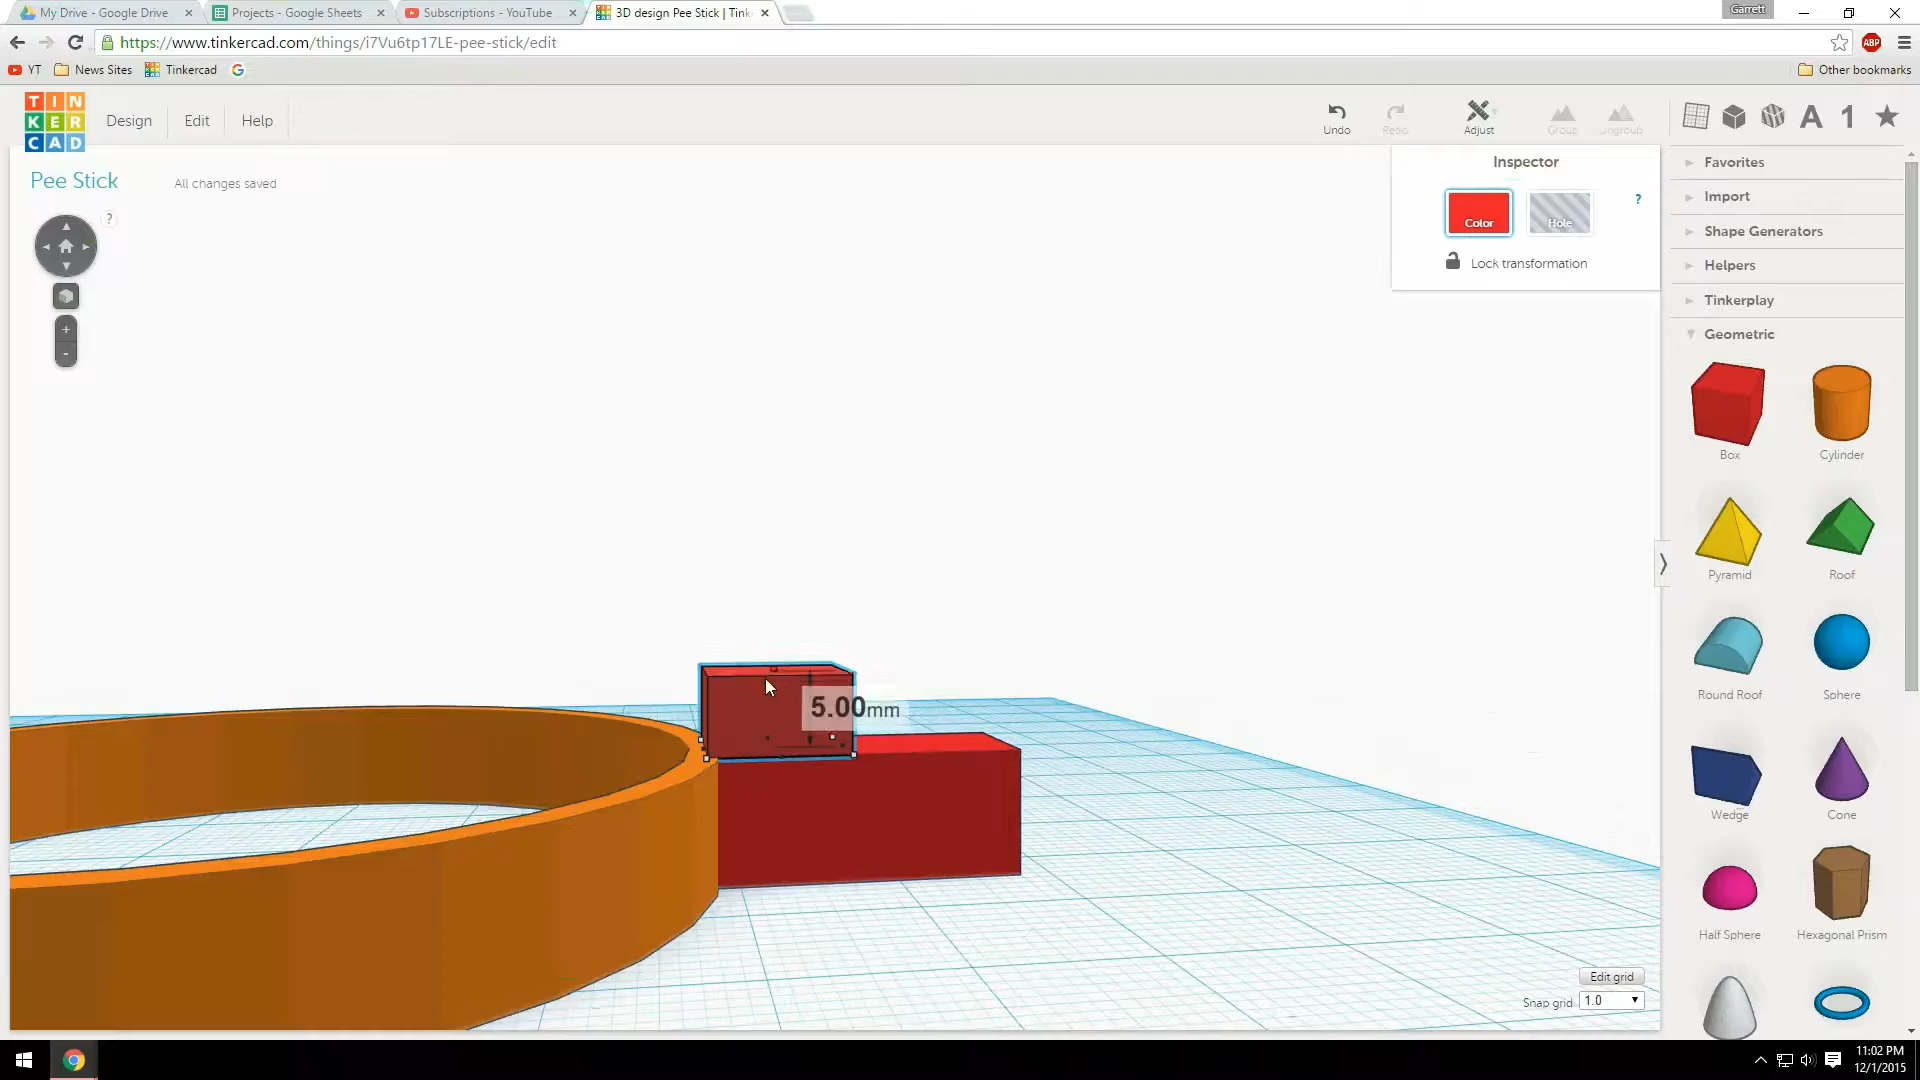 My Drive - Google Drive
Projects - Google Sheets
Subscriptions - YouTube
3D design Pee Stick | Tink
Garrett
https://www.tinkercad.com/things/i7Vu6tp17LE-pee-stick/edit
ABP
YT
News Sites
Tinkercad
Other bookmarks
TIN
KER
CAD
Design
Edit
Help
Undo
Redo
Adjust
Group
Ungroup
A
1
Pee Stick
All changes saved
?
+
-
Inspector
Color
Hole
?
Lock transformation
5.00mm
Favorites
Import
Shape Generators
Helpers
Tinkerplay
Geometric
Box
Cylinder
Pyramid
Roof
Round Roof
Sphere
Wedge
Cone
Half Sphere
Hexagonal Prism
Edit grid
Snap grid
1.0
11:02 PM
12/1/2015